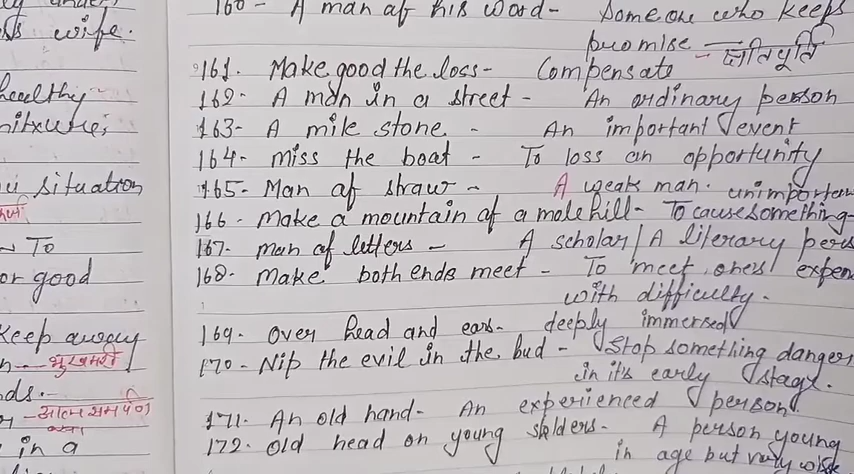 wife.
healthy
situation
To
or good
keep away
भुखमरी
ds.
आत्म समर्पण
in a
160- A man of his word- Someone who keeps
promise
161. Make good the loss- Compensate - क्षतिपूर्ति
162- A man in a street - An ordinary person
163- A mile stone - An important event
164- miss the boat - To loss an opportunity
165- Man of straw - A weak man. unimportan
166- Make a mountain of a mole hill- To cause something-
167- man of letters - A scholar/A literary pers
168- Make both ends meet - To meet ones expen
with difficulty.
169- Over head and ears- deeply immersed
170- Nip the evil in the bud - Stop something danger
in its early stage.
171- An old hand- An experienced person.
172- Old head on young sholders- A person young
in age but very wise